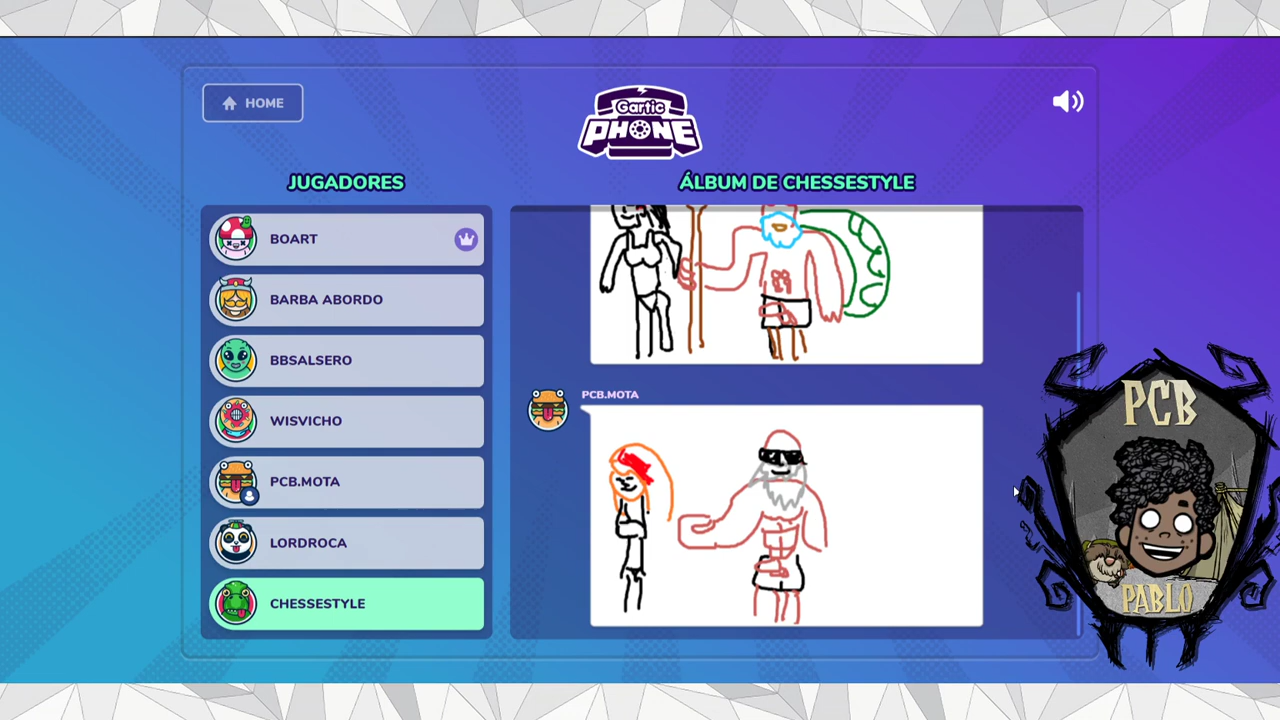 HOME
Gartic
PHONE
JUGADORES
ÁLBUM DE CHESSESTYLE
BOART
BARBA ABORDO
BBSALSERO
WISVICHO
PCB.MOTA
LORDROCA
CHESSESTYLE
PCB.MOTA
PCB
PABLO